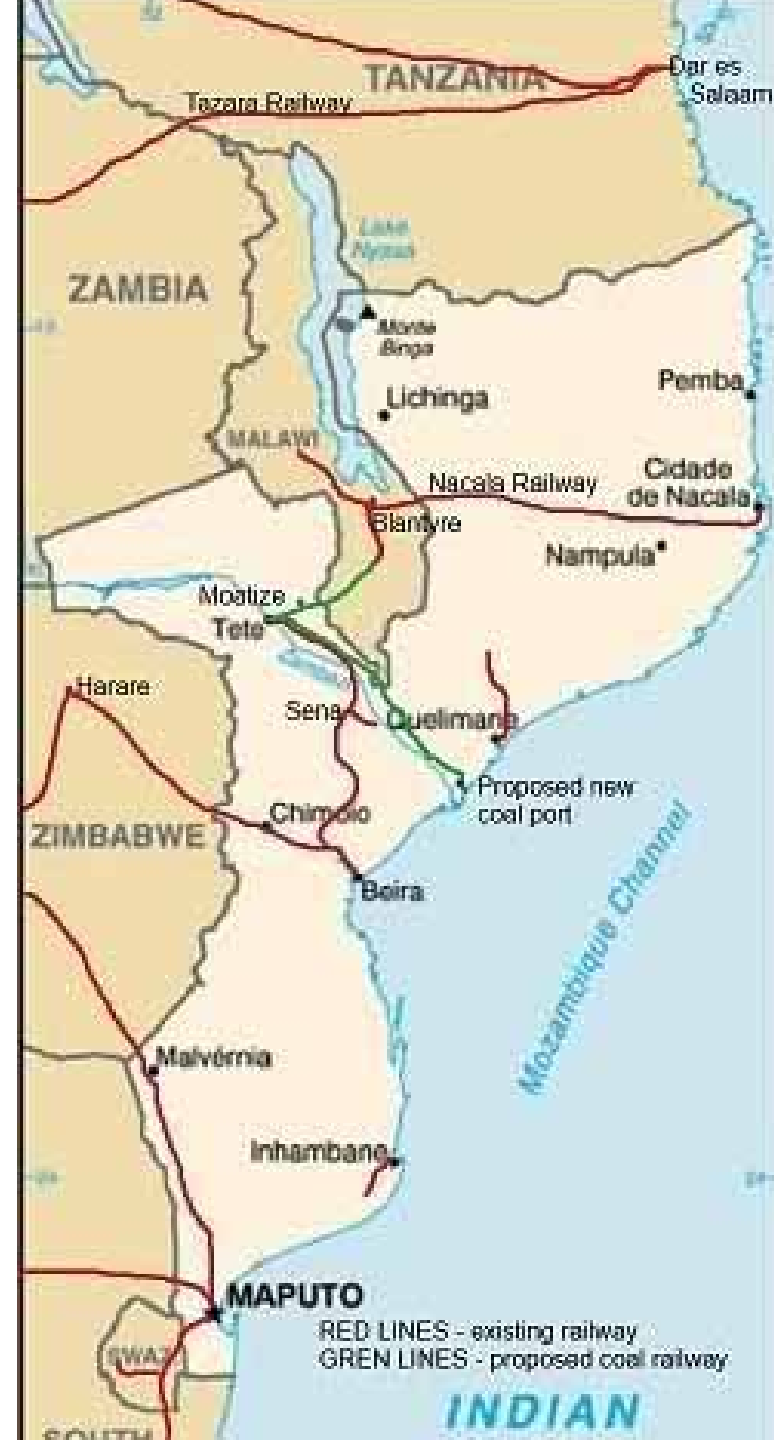 TANZANIA
Dar es
Salaam
Tazara Railway
Lake
Nyasa
ZAMBIA
Monte
Binga
Lichinga
Pemba
MALAWI
Nacala Railway
Cidade
de Nacala
Blantyre
Nampula
Moatize
Tete
Harare
Sena
Quelimane
Proposed new
coal port
Chimoio
ZIMBABWE
Beira
Mozambique Channel
Malvérnia
Inhambane
MAPUTO
RED LINES - existing railway
GREN LINES - proposed coal railway
SWAZ
INDIAN
SOUTH